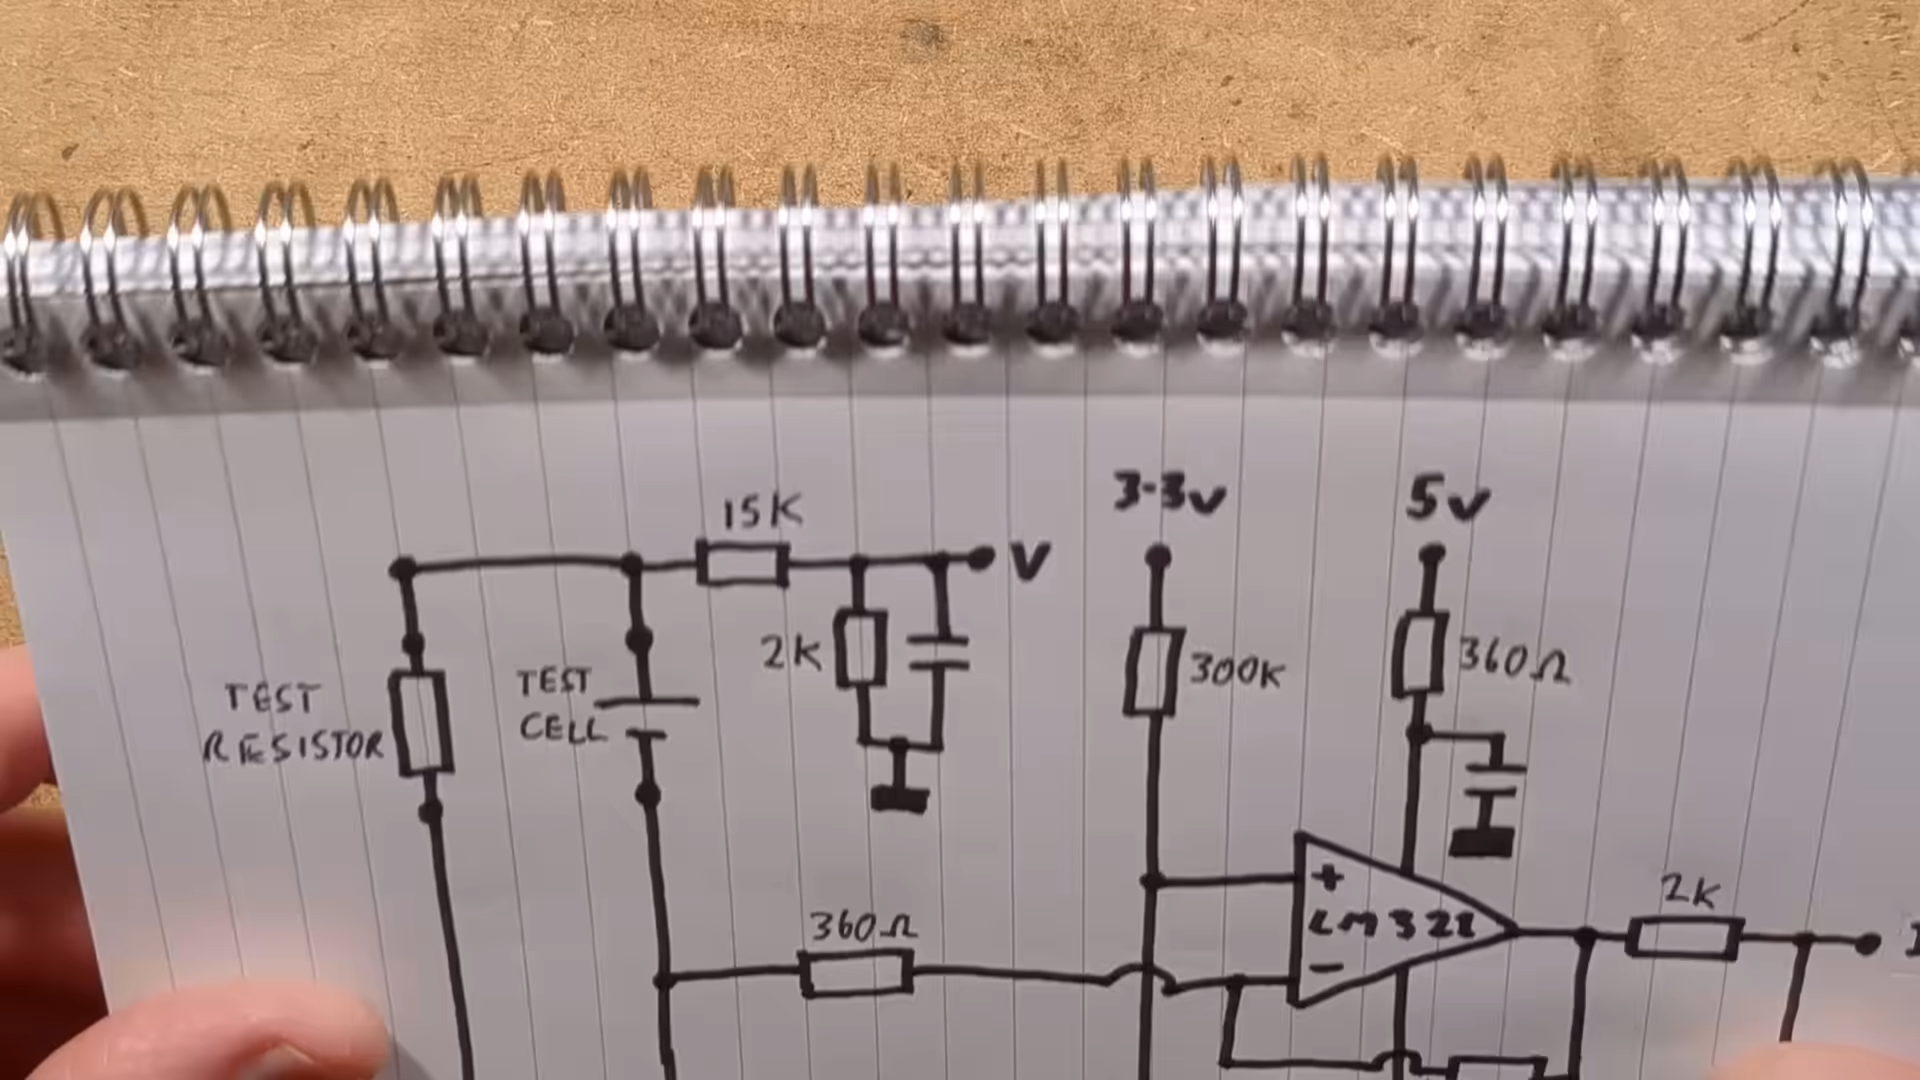 15K
3-3V
5V
V
2K
300K
360Ω
TEST
RESISTOR
TEST
CELL
+
LM321
-
2K
360Ω